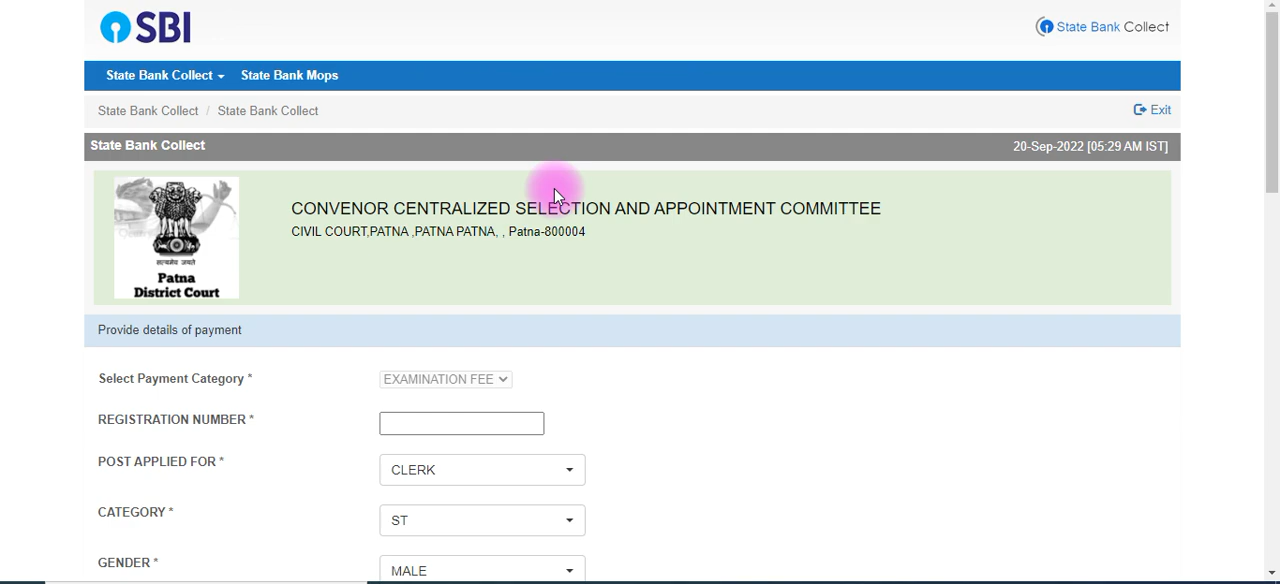 SBI
State Bank Collect
State Bank Collect State Bank Mops
State Bank Collect / State Bank Collect
Exit
State Bank Collect
20-Sep-2022 [05:29 AM IST]
सत्यमेव जयते
Patna
District Court
CONVENOR CENTRALIZED SELECTION AND APPOINTMENT COMMITTEE
CIVIL COURT,PATNA ,PATNA PATNA, , Patna-800004
Provide details of payment
Select Payment Category * EXAMINATION FEE
REGISTRATION NUMBER *
POST APPLIED FOR * CLERK
CATEGORY * ST
GENDER * MALE